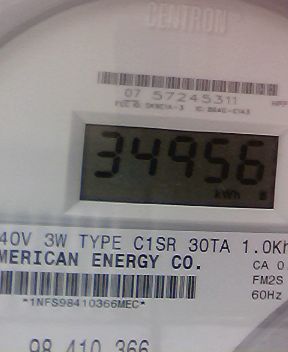 CENTRON
07 57245311
34956
kWh
40V 3W TYPE C1SR 30TA 1.0Kh
MERICAN ENERGY CO.
CA 0.
FM2S
60Hz
*1NFS98410366MEC*
98 410 366